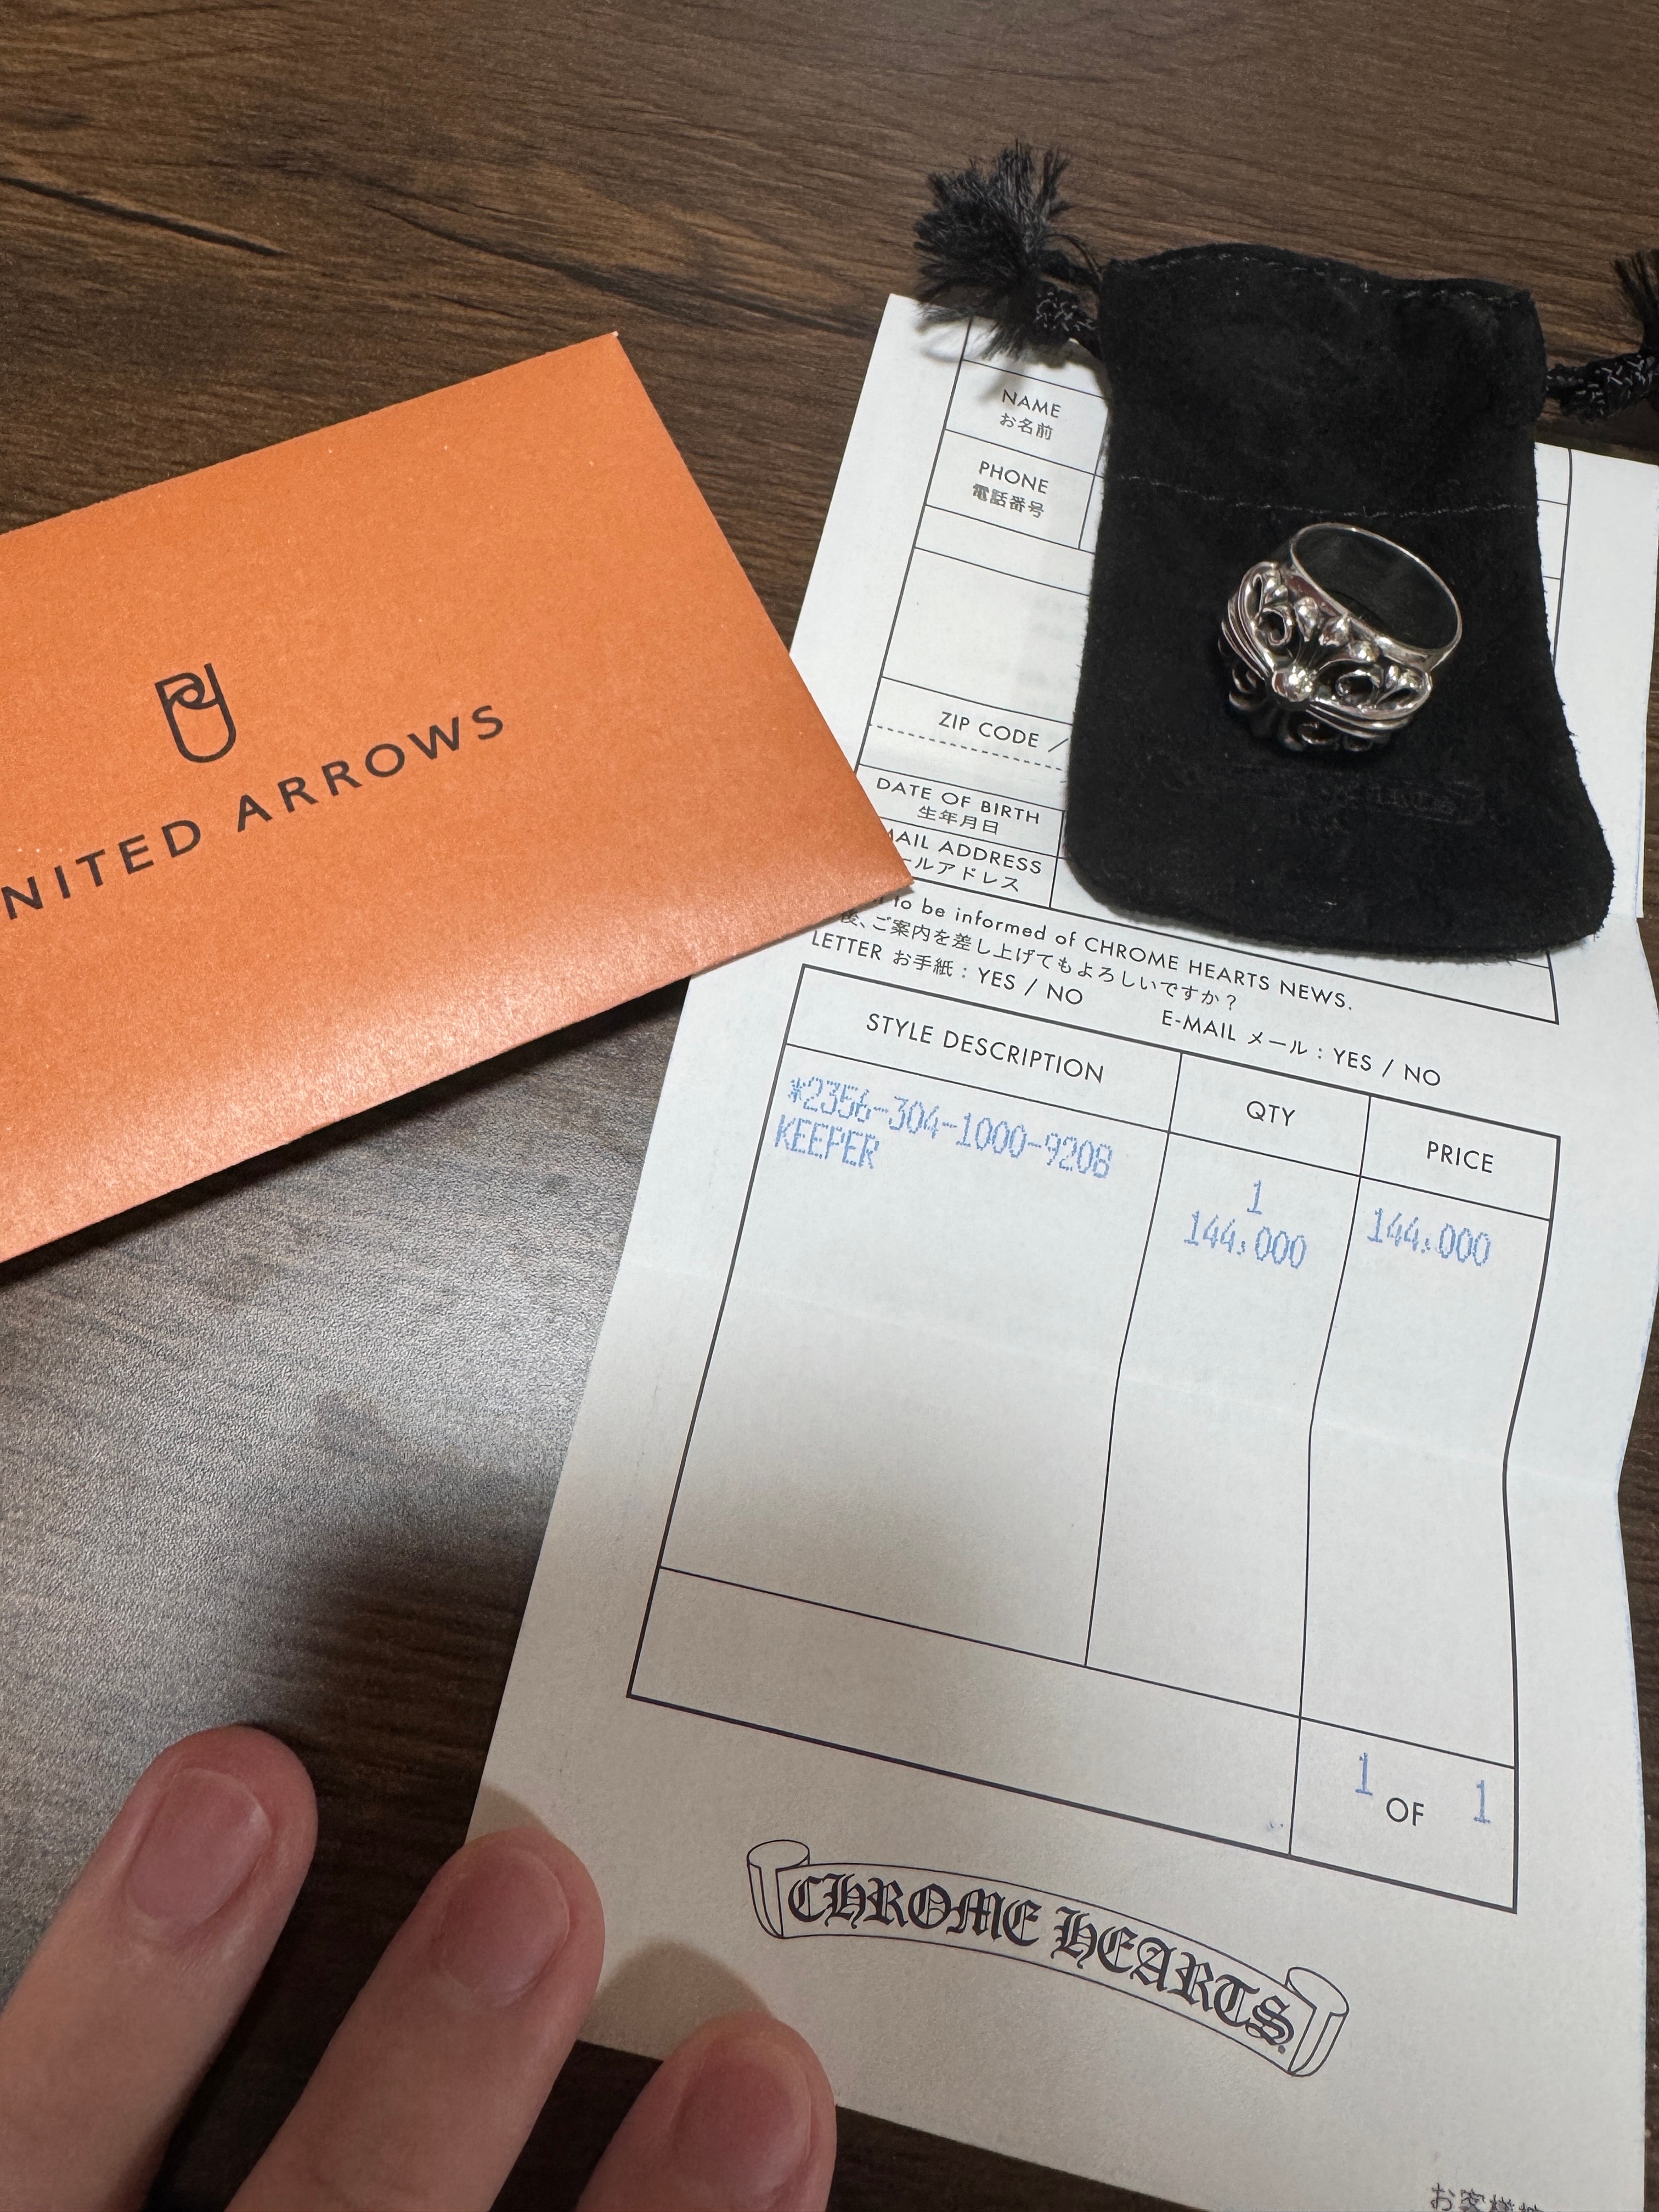 UNITED ARROWS
NAME
お名前
PHONE
電話番号
ZIP CODE /
DATE OF BIRTH
生年月日
MAIL ADDRESS
ールアドレス
to be informed of CHROME HEARTS NEWS.
後、ご案内を差し上げてもよろしいですか？
LETTER お手紙 : YES / NO E-MAIL メール : YES / NO
STYLE DESCRIPTION QTY PRICE
*2356-304-1000-9208
KEEPER
1
144,000 144,000
1 OF 1
CHROME HEARTS
お客様